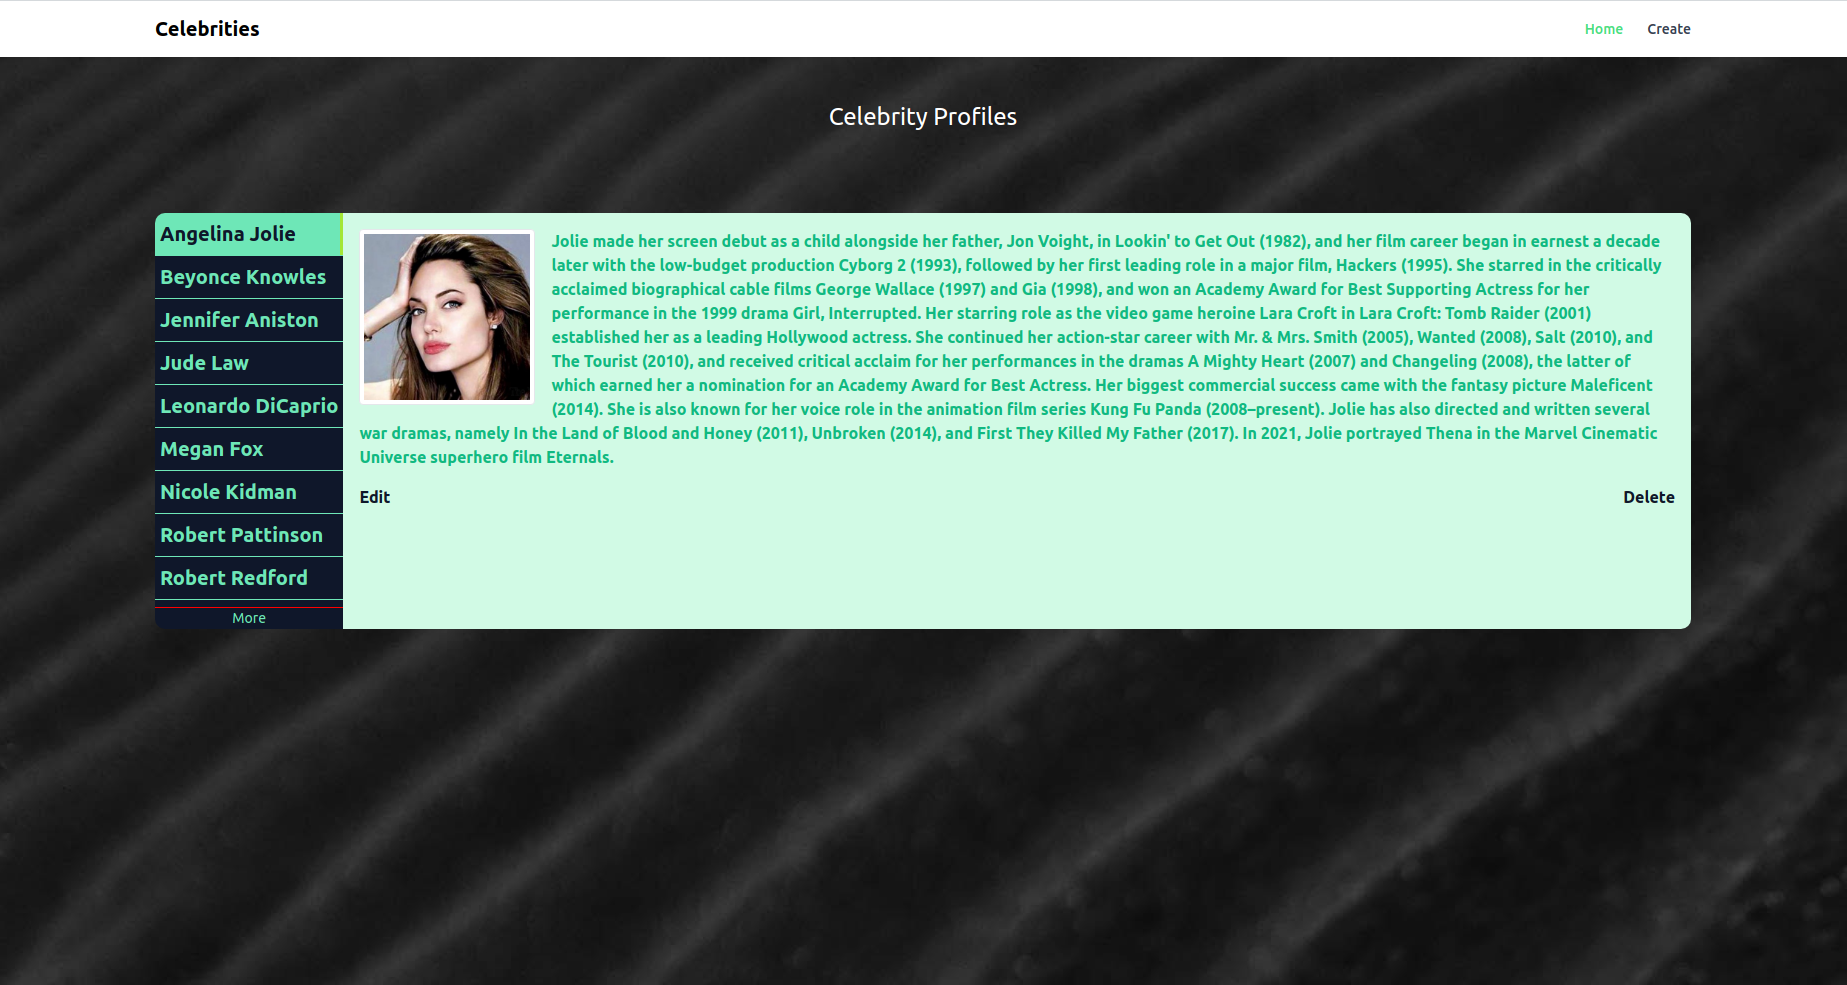 Celebrities
Home
Create
Celebrity Profiles
Angelina Jolie
Beyonce Knowles
Jennifer Aniston
Jude Law
Leonardo DiCaprio
Megan Fox
Nicole Kidman
Robert Pattinson
Robert Redford
More
Jolie made her screen debut as a child alongside her father, Jon Voight, in Lookin' to Get Out (1982), and her film career began in earnest a decade
later with the low-budget production Cyborg 2 (1993), followed by her first leading role in a major film, Hackers (1995). She starred in the critically
acclaimed biographical cable films George Wallace (1997) and Gia (1998), and won an Academy Award for Best Supporting Actress for her
performance in the 1999 drama Girl, Interrupted. Her starring role as the video game heroine Lara Croft in Lara Croft: Tomb Raider (2001)
established her as a leading Hollywood actress. She continued her action-star career with Mr. & Mrs. Smith (2005), Wanted (2008), Salt (2010), and
The Tourist (2010), and received critical acclaim for her performances in the dramas A Mighty Heart (2007) and Changeling (2008), the latter of
which earned her a nomination for an Academy Award for Best Actress. Her biggest commercial success came with the fantasy picture Maleficent
(2014). She is also known for her voice role in the animation film series Kung Fu Panda (2008–present). Jolie has also directed and written several
war dramas, namely In the Land of Blood and Honey (2011), Unbroken (2014), and First They Killed My Father (2017). In 2021, Jolie portrayed Thena in the Marvel Cinematic
Universe superhero film Eternals.
Edit
Delete